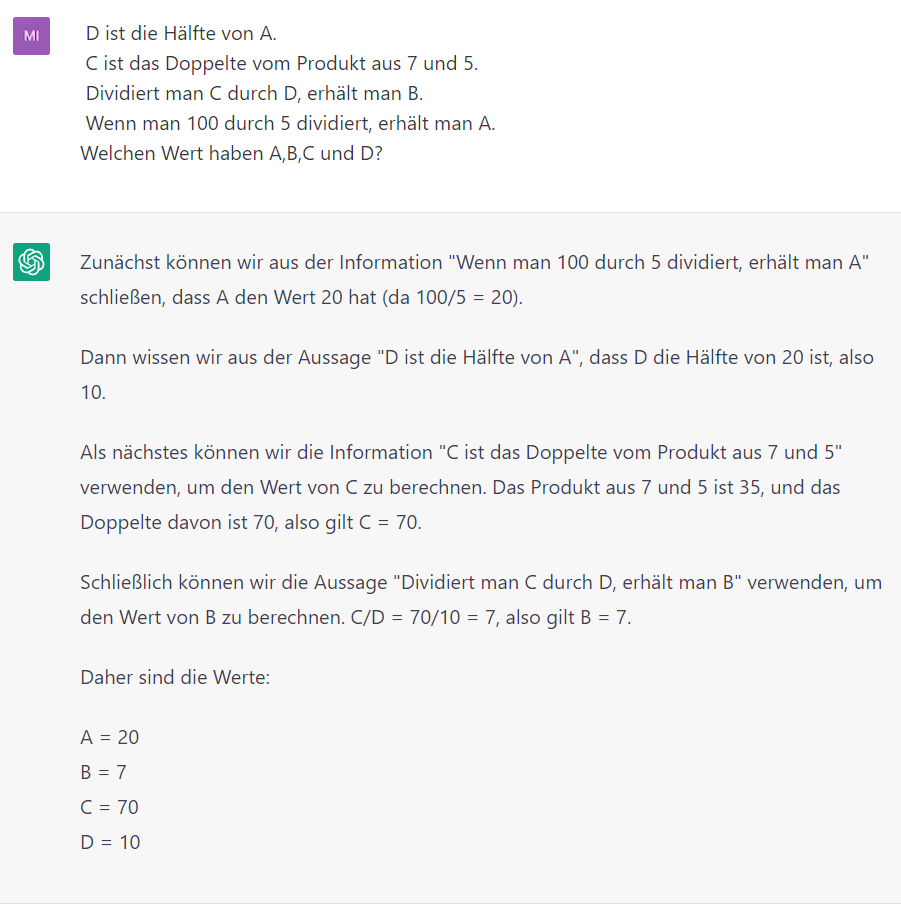 MI
D ist die Hälfte von A.
C ist das Doppelte vom Produkt aus 7 und 5.
Dividiert man C durch D, erhält man B.
Wenn man 100 durch 5 dividiert, erhält man A.
Welchen Wert haben A,B,C und D?
Zunächst können wir aus der Information "Wenn man 100 durch 5 dividiert, erhält man A"
schließen, dass A den Wert 20 hat (da 100/5 = 20).
Dann wissen wir aus der Aussage "D ist die Hälfte von A", dass D die Hälfte von 20 ist, also
10.
Als nächstes können wir die Information "C ist das Doppelte vom Produkt aus 7 und 5"
verwenden, um den Wert von C zu berechnen. Das Produkt aus 7 und 5 ist 35, und das
Doppelte davon ist 70, also gilt C = 70.
Schließlich können wir die Aussage "Dividiert man C durch D, erhält man B" verwenden, um
den Wert von B zu berechnen. C/D = 70/10 = 7, also gilt B = 7.
Daher sind die Werte:
A = 20
B = 7
C = 70
D = 10